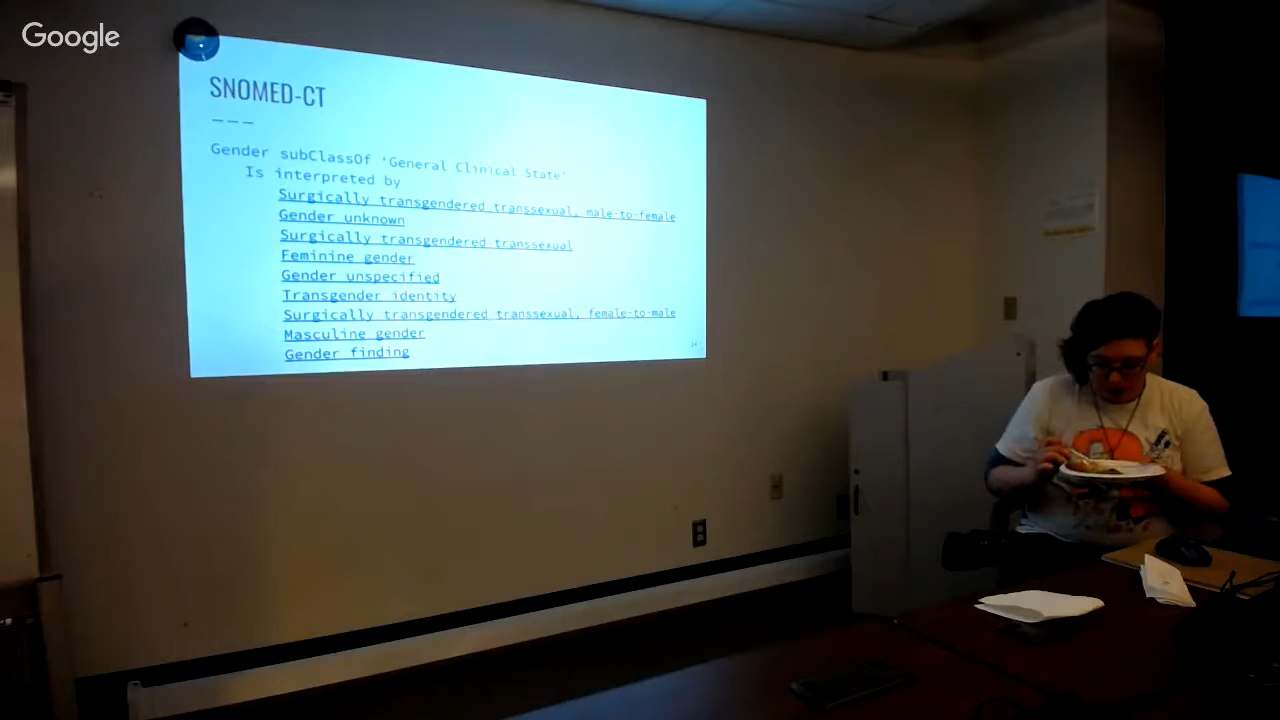 Google
SNOMED-CT
---
Gender subClassOf ‘General Clinical State’
Is interpreted by
Surgically transgendered transsexual, male-to-female
Gender unknown
Surgically transgendered transsexual
Feminine gender
Gender unspecified
Transgender identity
Surgically transgendered transsexual, female-to-male
Masculine gender
Gender finding